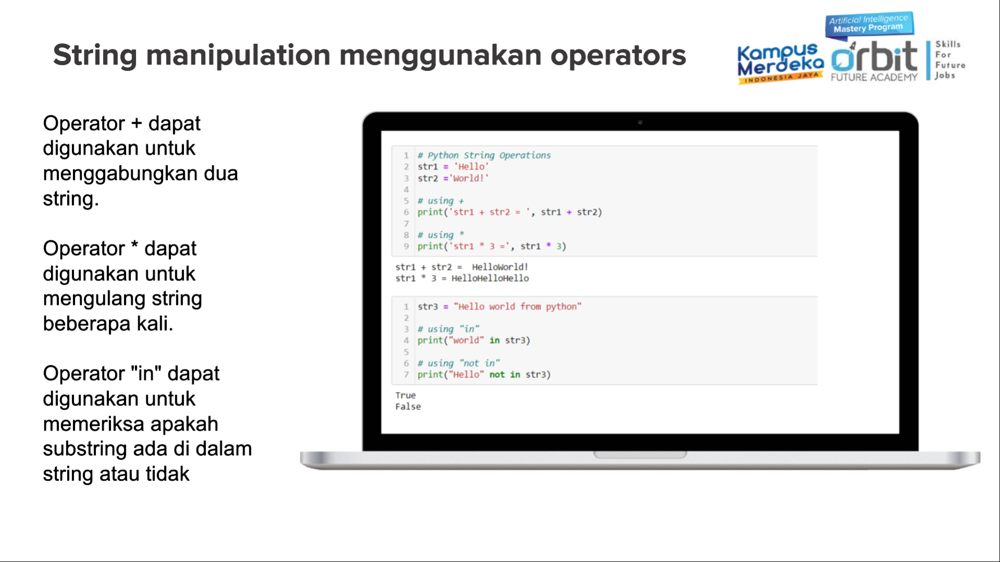 String manipulation menggunakan operators
Artificial Intelligence
Mastery Program
Kampus
Merdeka
INDONESIA JAYA
orbit
FUTURE ACADEMY
Skills
For
Future
Jobs
Operator + dapat
digunakan untuk
menggabungkan dua
string.
Operator * dapat
digunakan untuk
mengulang string
beberapa kali.
Operator "in" dapat
digunakan untuk
memeriksa apakah
substring ada di dalam
string atau tidak
1 # Python String Operations
2 str1 = 'Hello'
3 str2 ='World!'
4
5 # using +
6 print('str1 + str2 = ', str1 + str2)
7
8 # using *
9 print('str1 * 3 =', str1 * 3)
str1 + str2 =  HelloWorld!
str1 * 3 = HelloHelloHello
1 str3 = "Hello world from python"
2
3 # using "in"
4 print("world" in str3)
5
6 # using "not in"
7 print("Hello" not in str3)
True
False